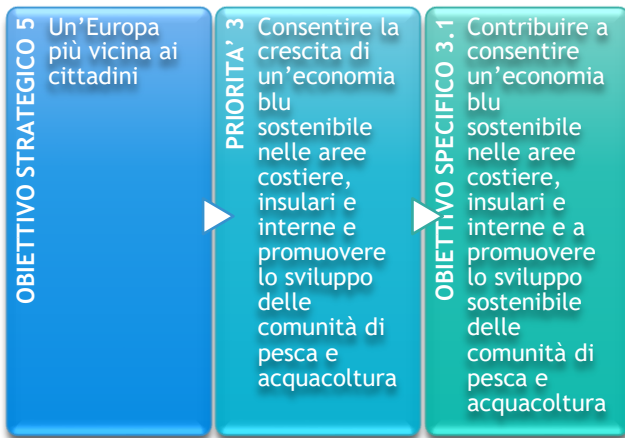 OBIETTIVO STRATEGICO 5
Un'Europa
più vicina ai
cittadini
PRIORITA' 3
Consentire la
crescita di
un'economia
blu
sostenibile
nelle aree
costiere,
insulari e
interne e
promuovere
lo sviluppo
delle
comunità di
pesca e
acquacoltura
OBIETTIVO SPECIFICO 3.1
Contribuire a
consentire
un'economia
blu
sostenibile
nelle aree
costiere,
insulari e
interne e a
promuovere
lo sviluppo
sostenibile
delle
comunità di
pesca e
acquacoltura